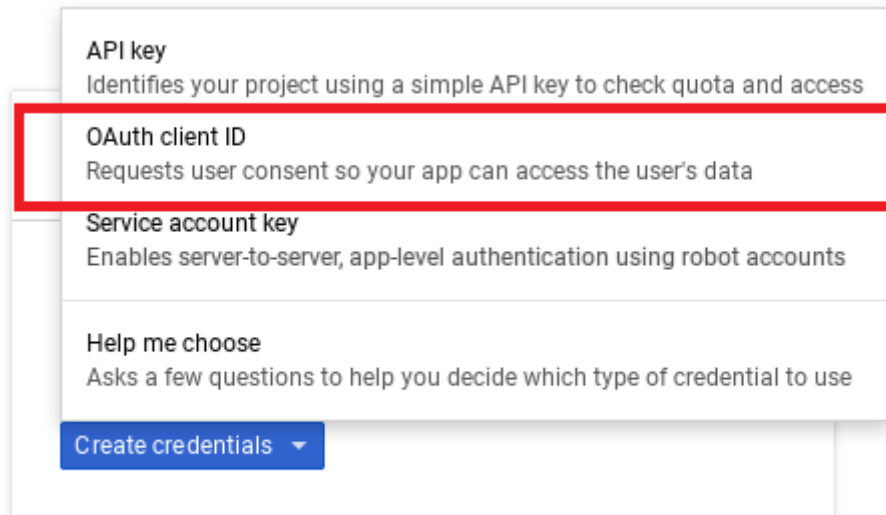 API key
Identifies your project using a simple API key to check quota and access
OAuth client ID
Requests user consent so your app can access the user's data
Service account key
Enables server-to-server, app-level authentication using robot accounts
Help me choose
Asks a few questions to help you decide which type of credential to use
Create credentials